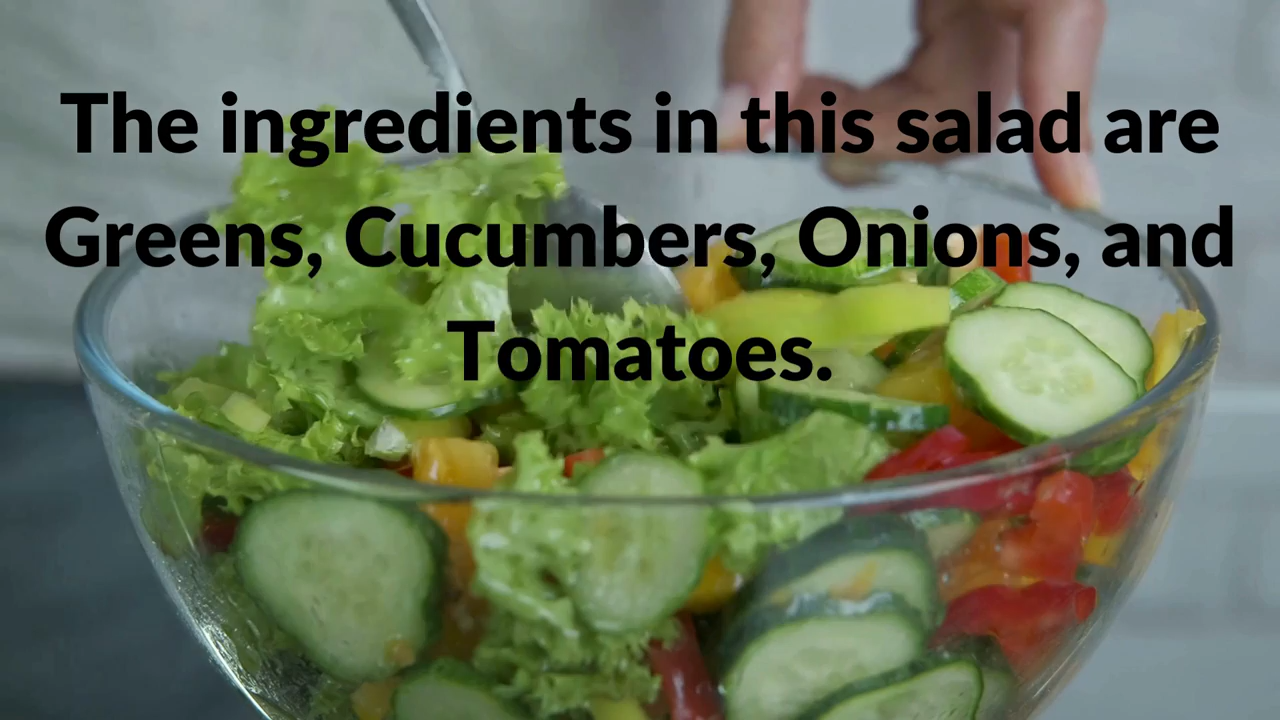 The ingredients in this salad are
Greens, Cucumbers, Onions, and
Tomatoes.